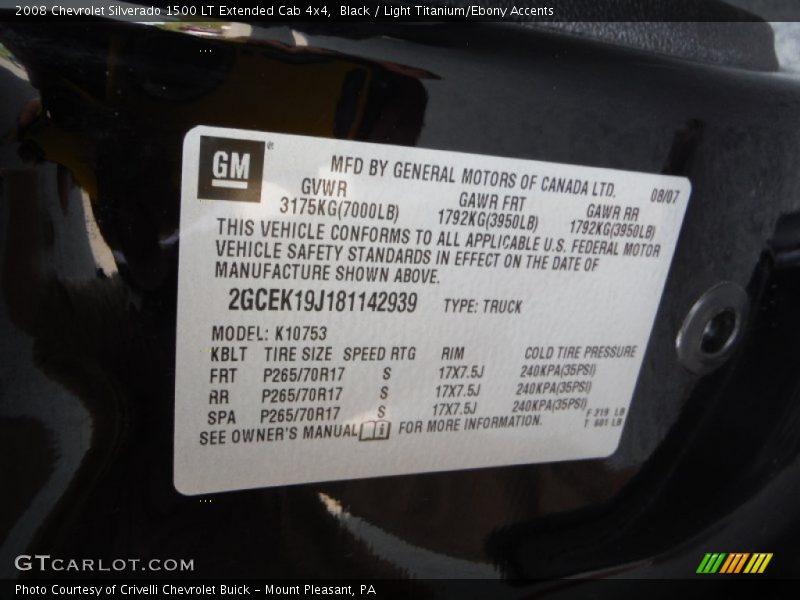 2008 Chevrolet Silverado 1500 LT Extended Cab 4x4, Black / Light Titanium/Ebony Accents
GM ®
MFD BY GENERAL MOTORS OF CANADA LTD. 08/07
GVWR GAWR FRT GAWR RR
3175KG(7000LB) 1792KG(3950LB) 1792KG(3950LB)
THIS VEHICLE CONFORMS TO ALL APPLICABLE U.S. FEDERAL MOTOR
VEHICLE SAFETY STANDARDS IN EFFECT ON THE DATE OF
MANUFACTURE SHOWN ABOVE.
2GCEK19J181142939 TYPE: TRUCK
MODEL: K10753
KBLT TIRE SIZE SPEED RTG RIM COLD TIRE PRESSURE
FRT P265/70R17 S 17X7.5J 240KPA(35PSI)
RR P265/70R17 S 17X7.5J 240KPA(35PSI)
SPA P265/70R17 S 17X7.5J 240KPA(35PSI)
SEE OWNER'S MANUAL i FOR MORE INFORMATION.
F 219 LB
T 601 LB
GTCARLOT.COM
Photo Courtesy of Crivelli Chevrolet Buick - Mount Pleasant, PA